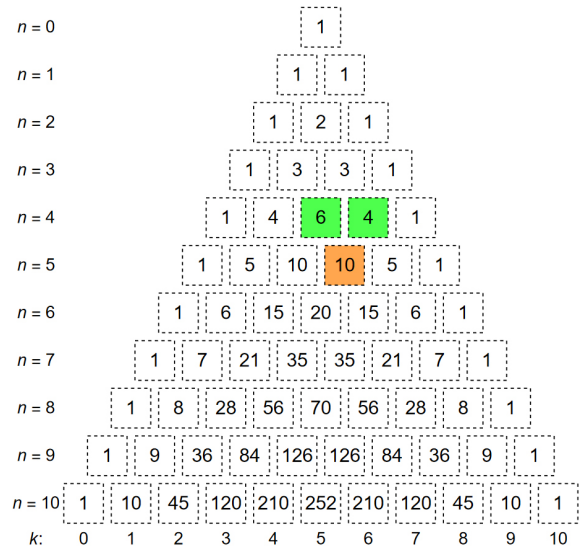 n = 0 1
n = 1 1 1
n = 2 1 2 1
n = 3 1 3 3 1
n = 4 1 4 6 4 1
n = 5 1 5 10 10 5 1
n = 6 1 6 15 20 15 6 1
n = 7 1 7 21 35 35 21 7 1
n = 8 1 8 28 56 70 56 28 8 1
n = 9 1 9 36 84 126 126 84 36 9 1
n = 10 1 10 45 120 210 252 210 120 45 10 1
k: 0 1 2 3 4 5 6 7 8 9 10